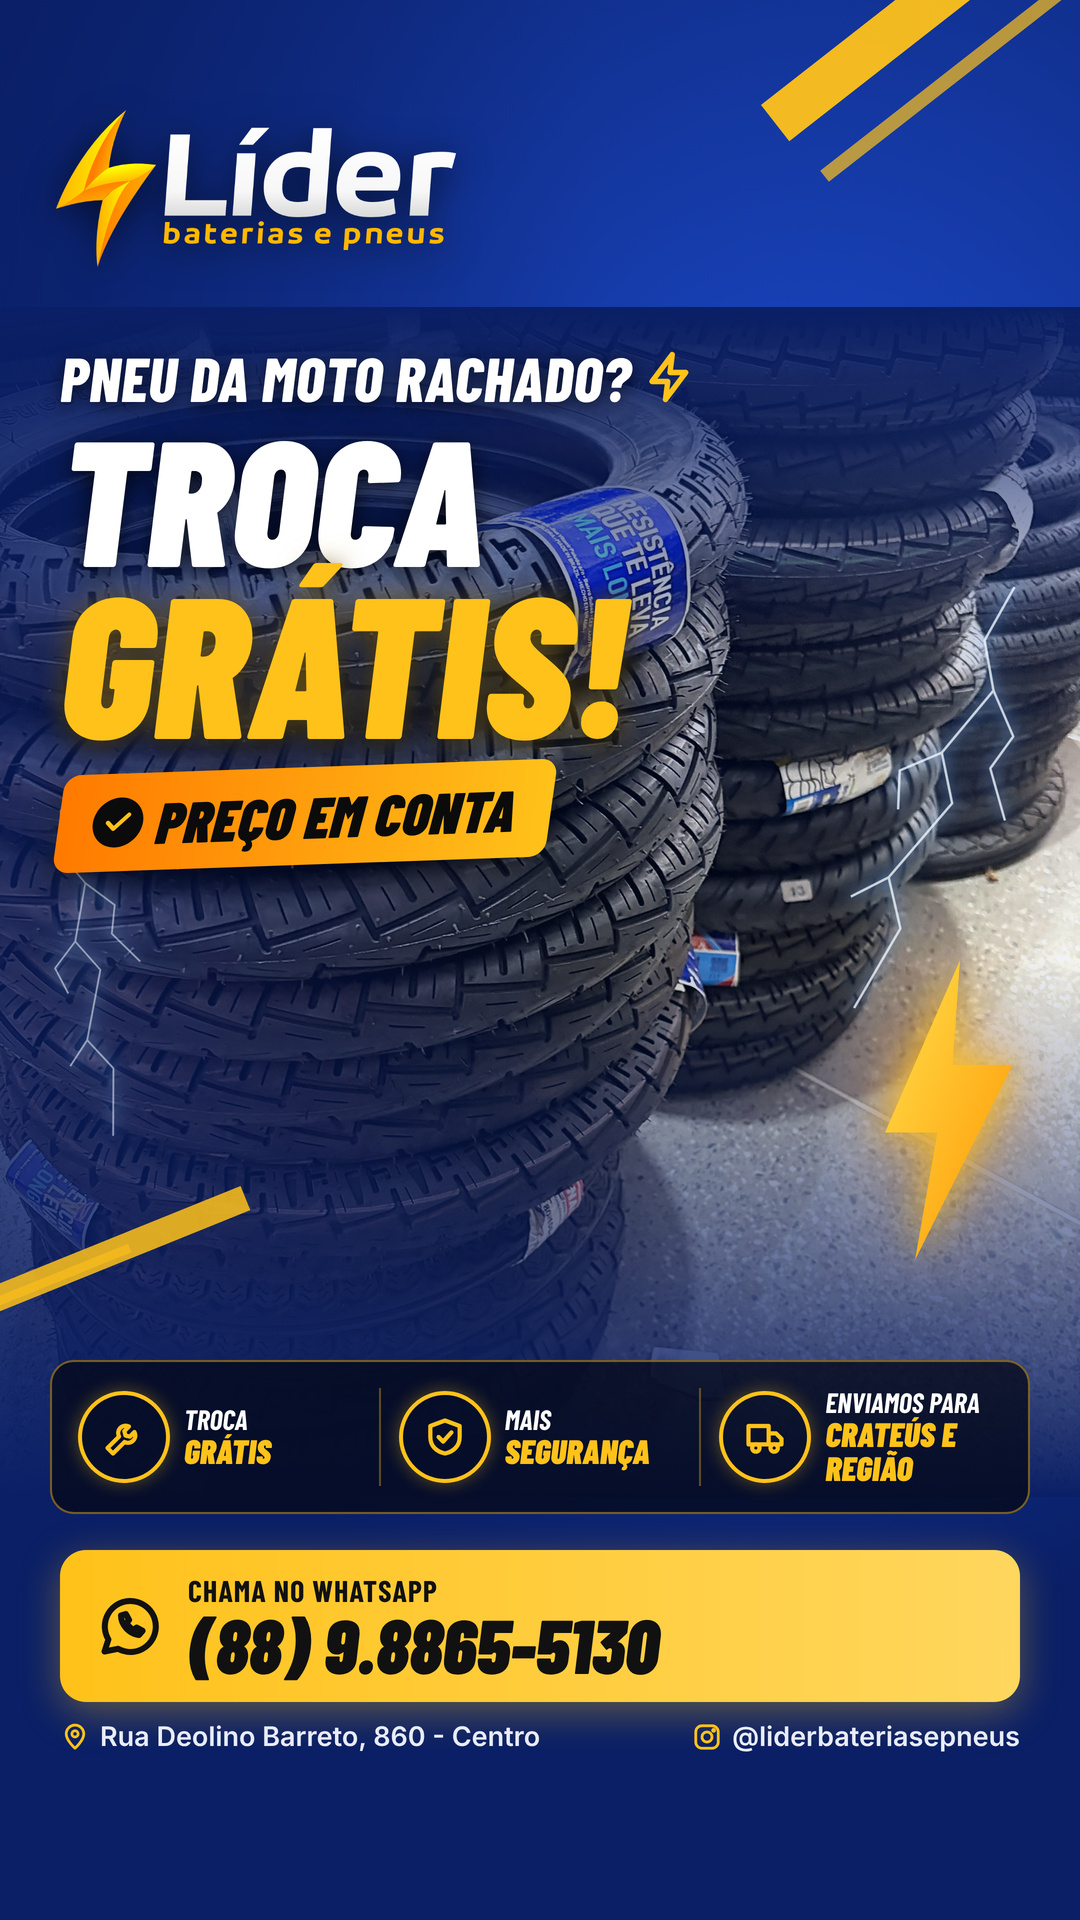 Líder
baterias e pneus
PNEU DA MOTO RACHADO?
TROCA
GRÁTIS!
RESISTÊNCIA
QUE TE LEVA
MAIS LO
PREÇO EM CONTA
13
TROCA
GRÁTIS
MAIS
SEGURANÇA
ENVIAMOS PARA
CRATEÚS E
REGIÃO
CHAMA NO WHATSAPP
(88) 9.8865-5130
Rua Deolino Barreto, 860 - Centro
@liderbateriasepneus